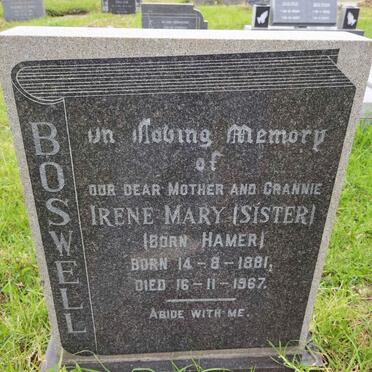 BOSWELL
In Loving Memory
of
OUR DEAR MOTHER AND GRANNIE
IRENE MARY (SISTER)
(BORN HAMER)
BORN 14-8-1881,
DIED 16-11-1967.
ABIDE WITH ME.